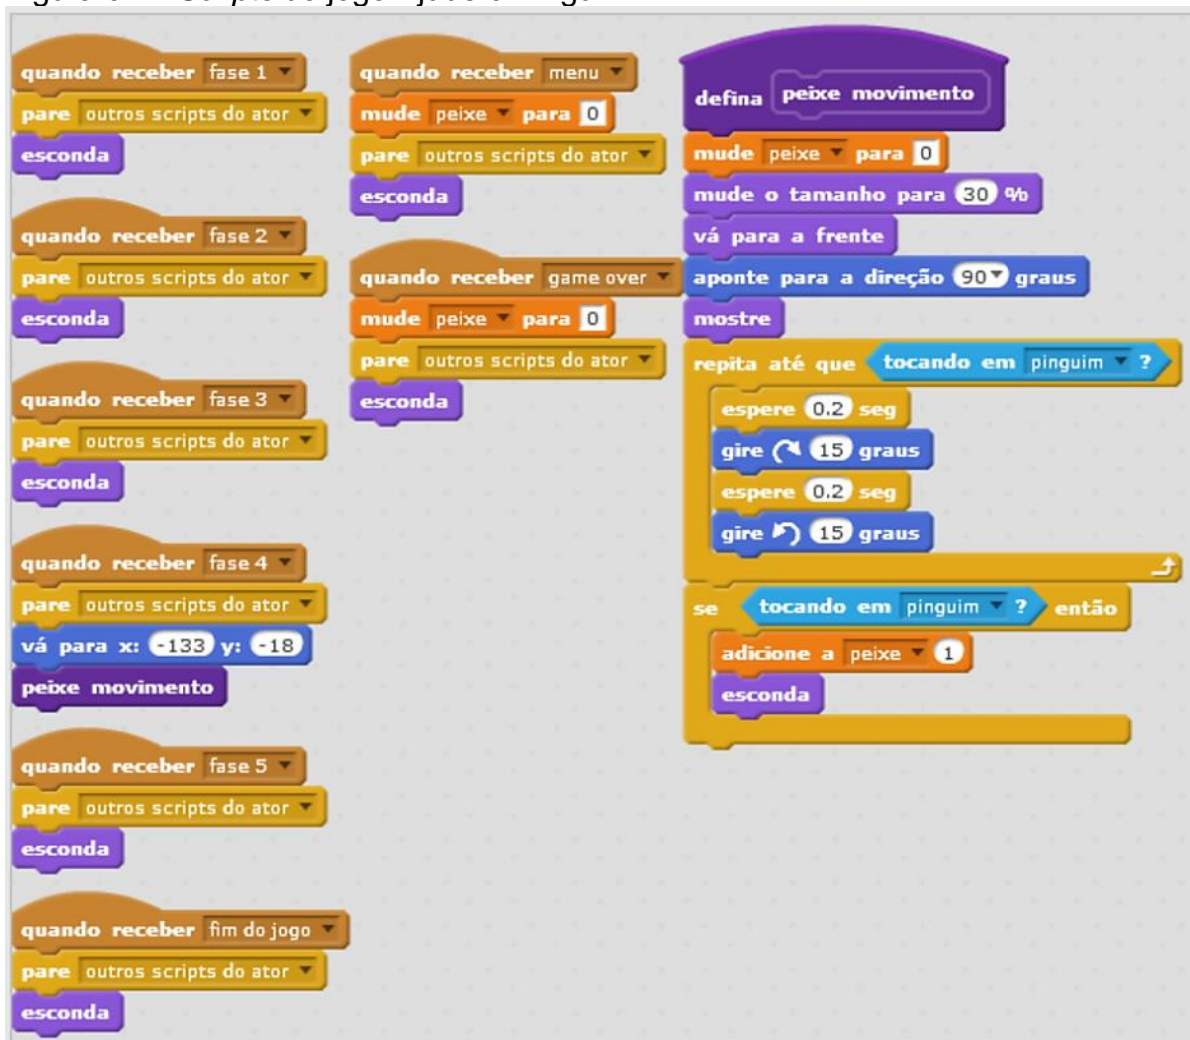 quando receber fase 1
pare outros scripts do ator
esconda
quando receber fase 2
pare outros scripts do ator
esconda
quando receber fase 3
pare outros scripts do ator
esconda
quando receber fase 4
pare outros scripts do ator
vá para x: -133 y: -18
peixe movimento
quando receber fase 5
pare outros scripts do ator
esconda
quando receber fim do jogo
pare outros scripts do ator
esconda
quando receber menu
mude peixe para 0
pare outros scripts do ator
esconda
quando receber game over
mude peixe para 0
pare outros scripts do ator
esconda
defina peixe movimento
mude peixe para 0
mude o tamanho para 30 %
vá para a frente
aponte para a direção 90 graus
mostre
repita até que tocando em pinguim ?
espere 0.2 seg
gire 15 graus
espere 0.2 seg
gire 15 graus
se tocando em pinguim ? então
adicione a peixe 1
esconda